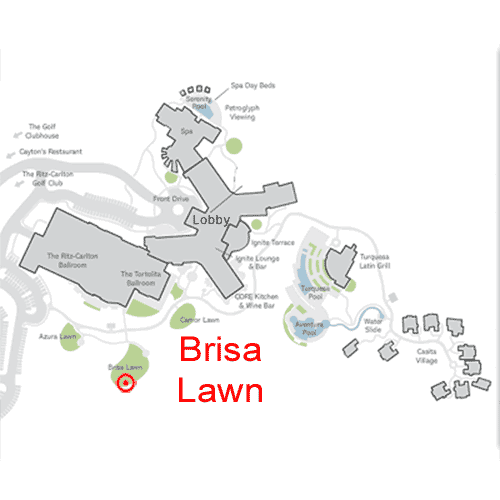 Spa Day Beds
Serenity
Pool
Petroglyph
Viewing
The Golf
Clubhouse
Spa
Cayton's Restaurant
The Ritz-Carlton
Golf Club
Front Drive
Lobby
Ignite Terrace
The Ritz-Carlton
Ballroom
Ignite Lounge
& Bar
Turquesa
Latin Grill
The Tortolita
Ballroom
Turquesa
Pool
CORE Kitchen
& Wine Bar
Cantor Lawn
Aventura
Pool
Water
Slide
Azura Lawn
Casita
Village
Brisa Lawn
Brisa
Lawn